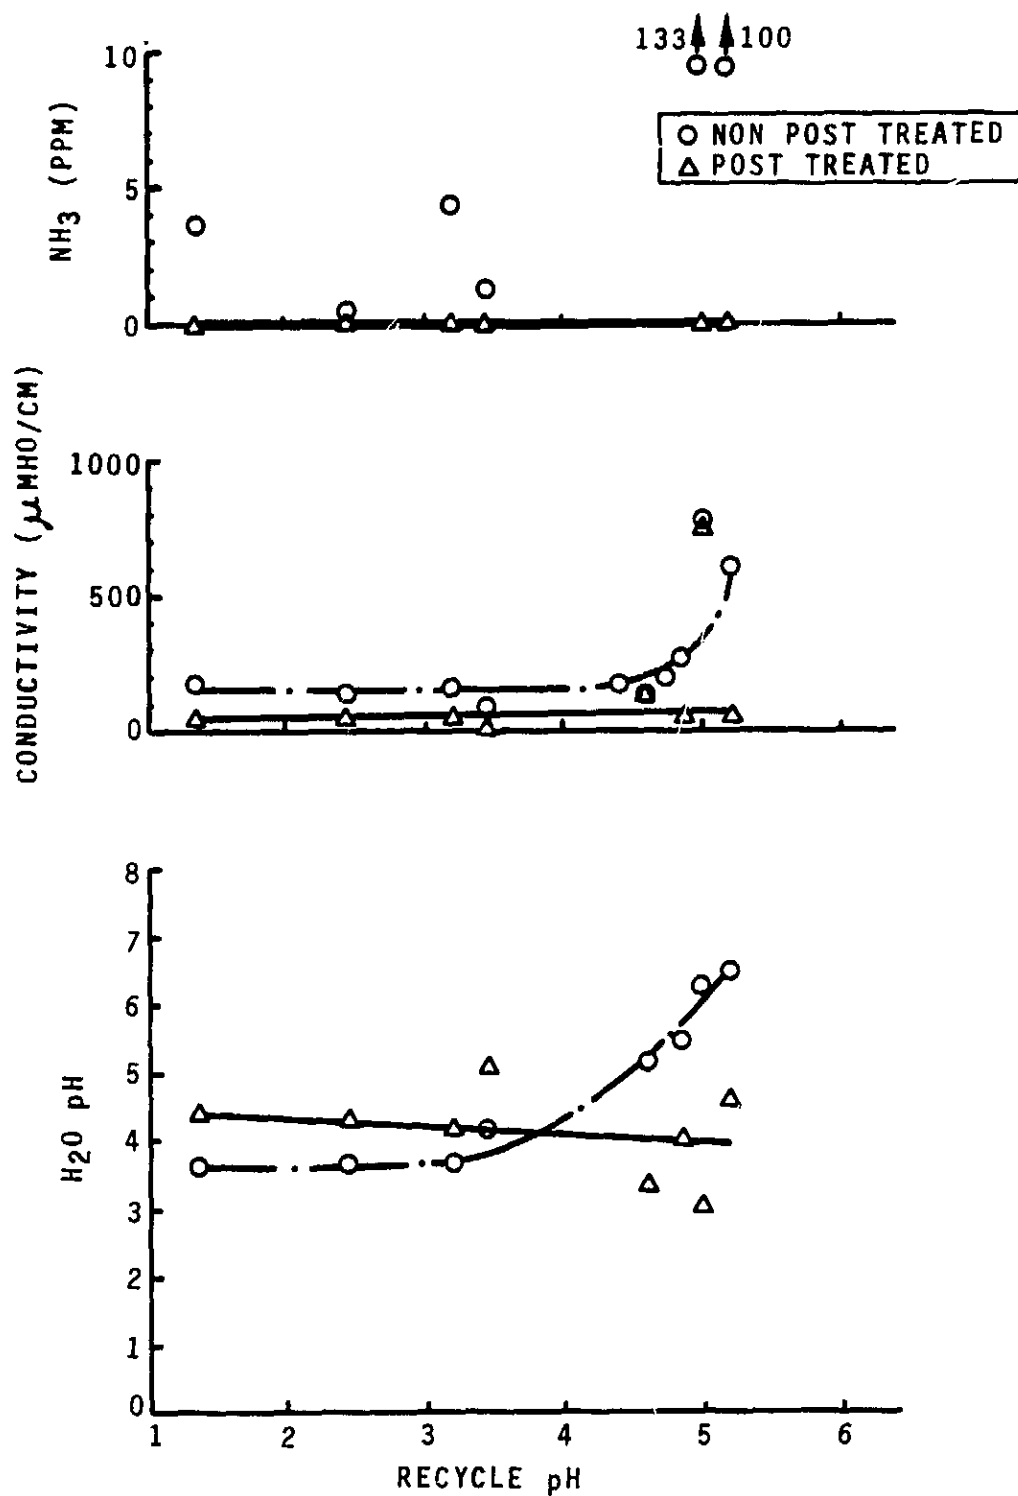 133 100
10
NH3 (PPM)
5
0
○ NON POST TREATED
△ POST TREATED
CONDUCTIVITY (μMHO/CM)
1000
500
0
H2O pH
8
7
6
5
4
3
2
1
0
1 2 3 4 5 6
RECYCLE pH